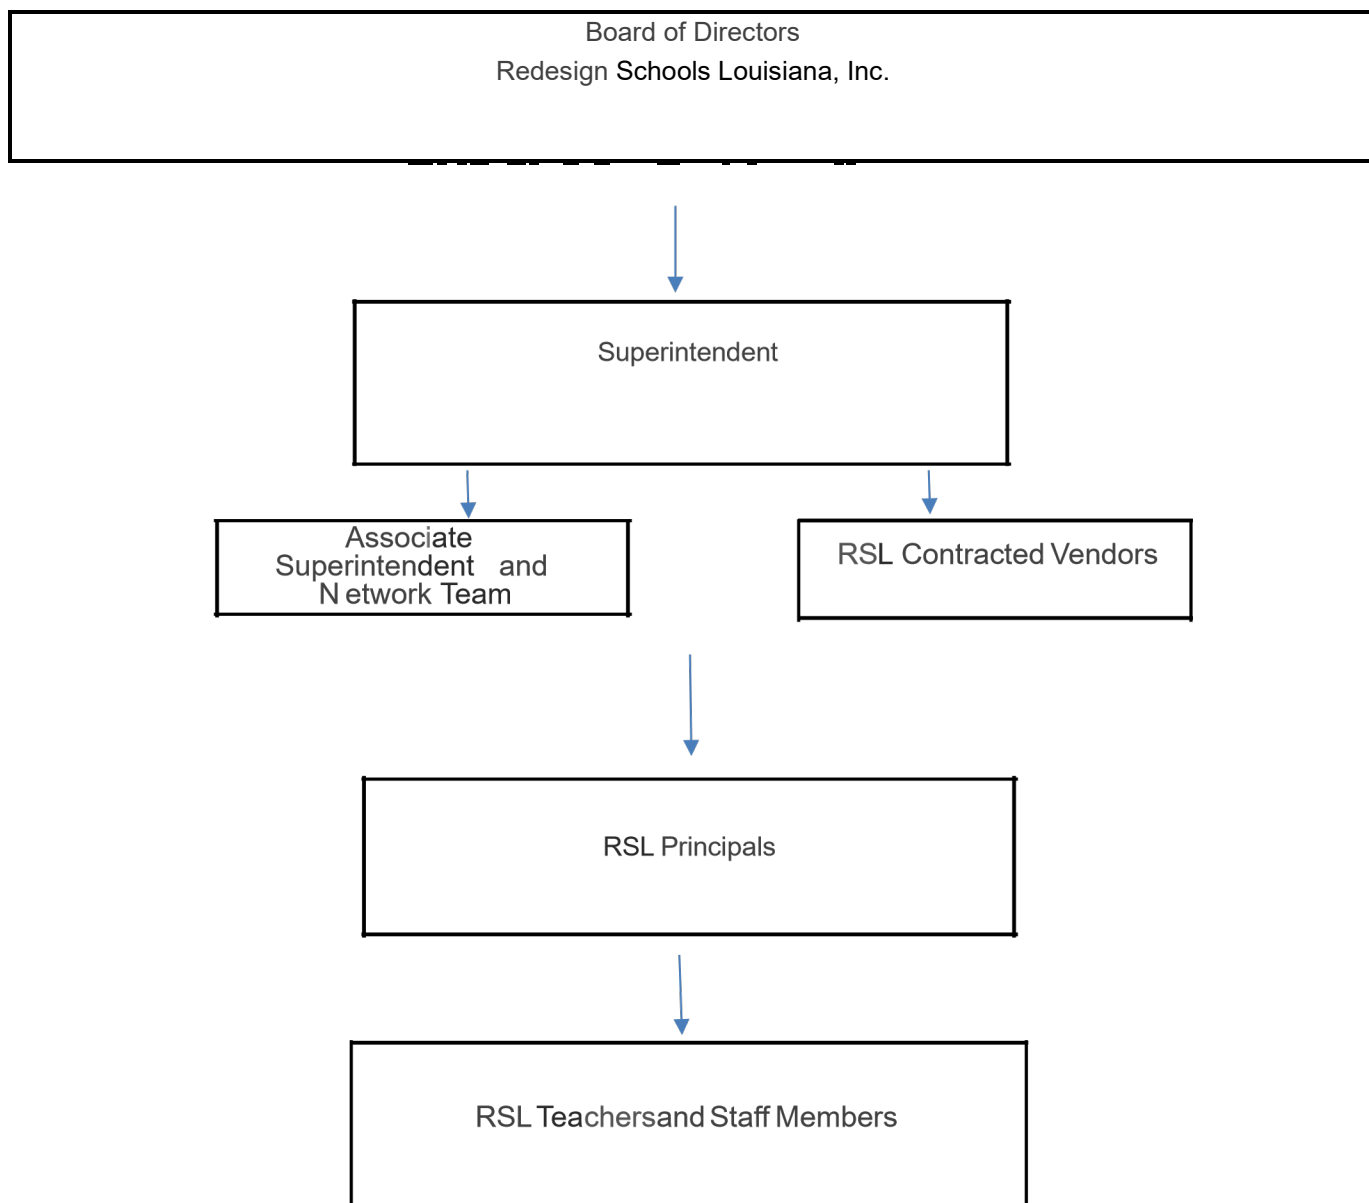 Board of Directors
Redesign Schools Louisiana, Inc.
Superintendent
Associate
Superintendent and
Network Team
RSL Contracted Vendors
RSL Principals
RSL Teachersand Staff Members